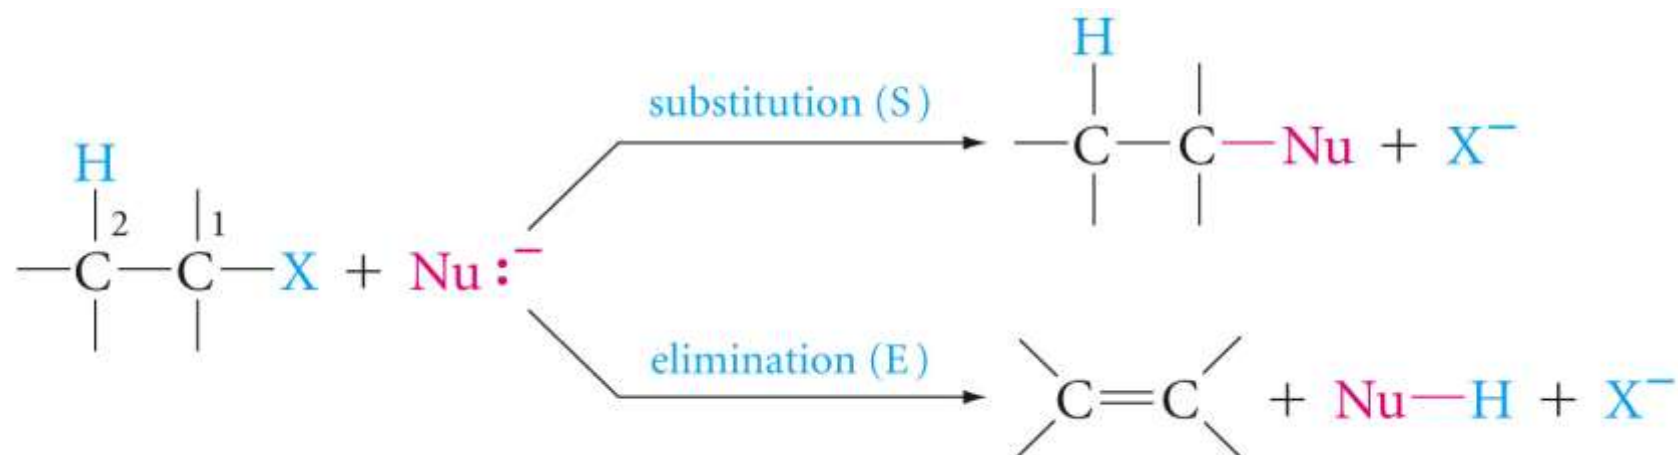 H
substitution (S)
C C Nu + X⁻
H
2 1
C C X + Nu:⁻
elimination (E)
C=C + Nu—H + X⁻